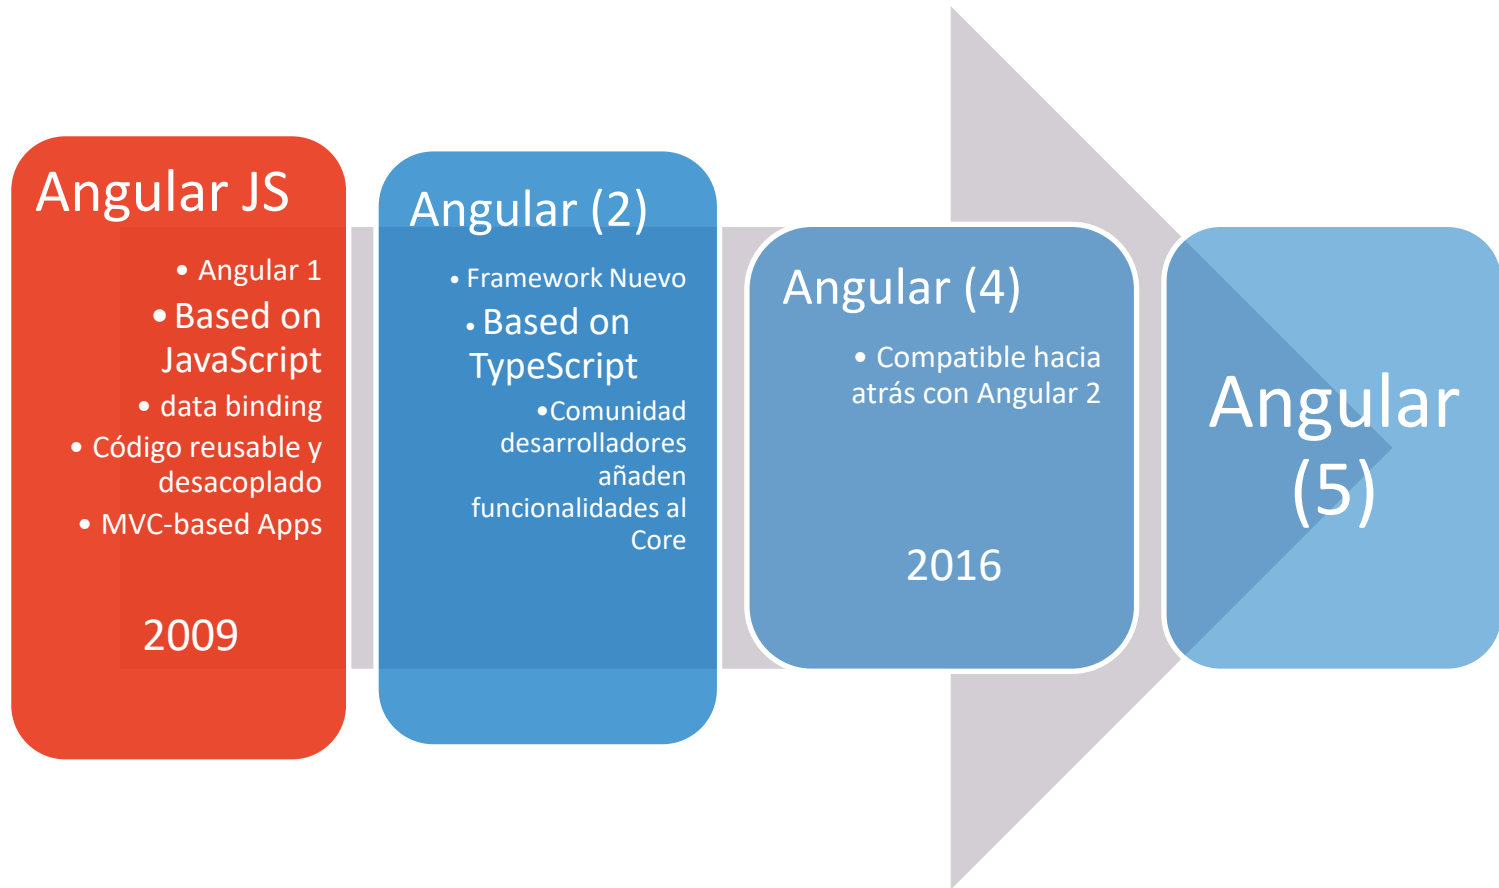 Angular JS
• Angular 1
• Based on
JavaScript
• data binding
• Código reusable y
desacoplado
• MVC-based Apps
2009
Angular (2)
• Framework Nuevo
• Based on
TypeScript
•Comunidad
desarrolladores
añaden
funcionalidades al
Core
Angular (4)
• Compatible hacia
atrás con Angular 2
2016
Angular
(5)